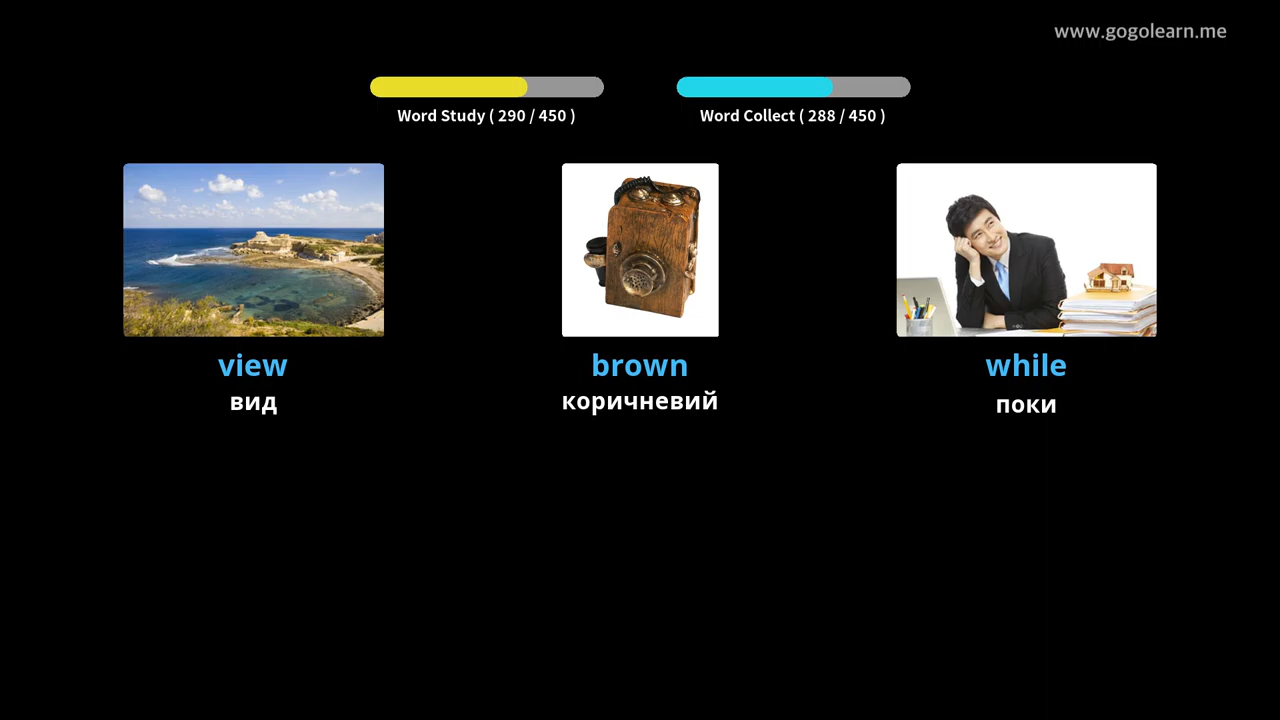 www.gogolearn.me
Word Study ( 290 / 450 )
Word Collect ( 288 / 450 )
view
brown
while
вид
коричневий
поки